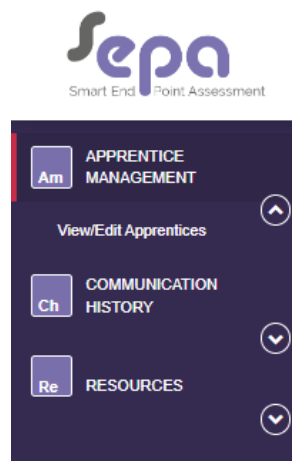 Sepa
Smart End Point Assessment
Am
APPRENTICE
MANAGEMENT
View/Edit Apprentices
Ch
COMMUNICATION
HISTORY
Re
RESOURCES